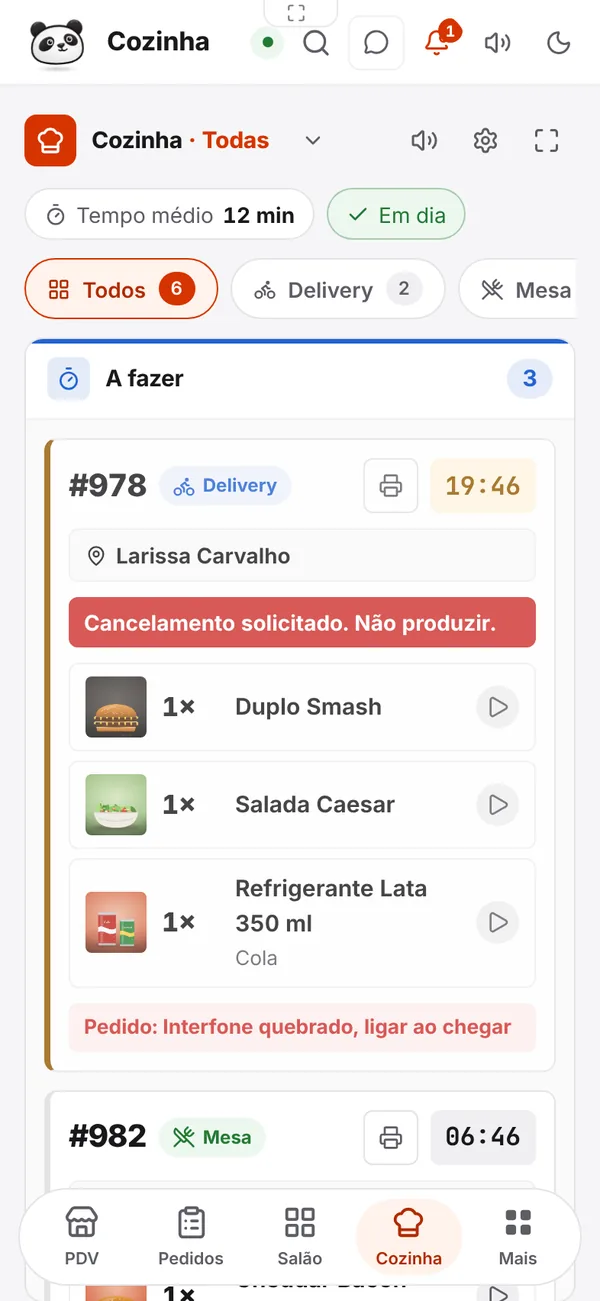 Cozinha
1
Cozinha · Todas
Tempo médio 12 min
Em dia
Todos 6
Delivery 2
Mesa
A fazer
3
#978
Delivery
19:46
Larissa Carvalho
Cancelamento solicitado. Não produzir.
1× Duplo Smash
1× Salada Caesar
1× Refrigerante Lata
350 ml
Cola
Pedido: Interfone quebrado, ligar ao chegar
#982
Mesa
06:46
PDV
Pedidos
Salão
Cozinha
Mais
1×